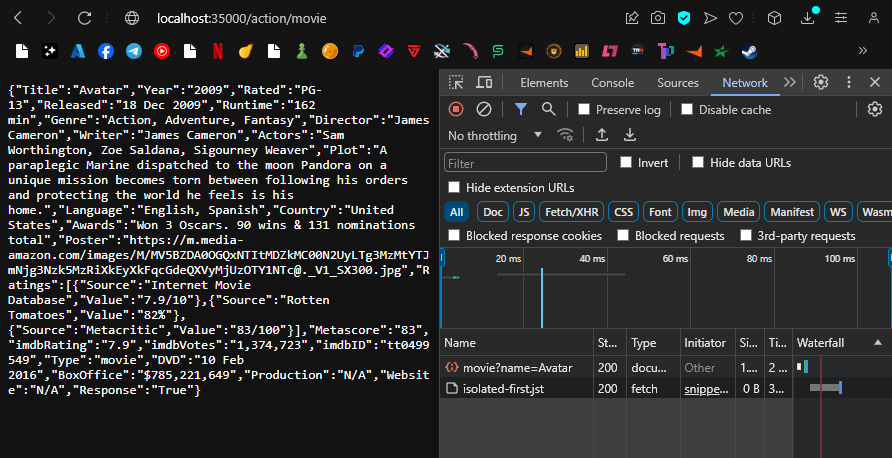 localhost:35000/action/movie
{"Title":"Avatar","Year":"2009","Rated":"PG-
13","Released":"18 Dec 2009","Runtime":"162
min","Genre":"Action, Adventure, Fantasy","Director":"James
Cameron","Writer":"James Cameron","Actors":"Sam
Worthington, Zoe Saldana, Sigourney Weaver","Plot":"A
paraplegic Marine dispatched to the moon Pandora on a
unique mission becomes torn between following his orders
and protecting the world he feels is his
home.","Language":"English, Spanish","Country":"United
States","Awards":"Won 3 Oscars. 90 wins & 131 nominations
total","Poster":"https://m.media-
amazon.com/images/M/MV5BZDA0OGQxNTItMDZkMC00N2UyLTg3MzMtYTJ
mNjg3Nzk5MzRiXkEyXkFqcGdeQXVyMjUzOTY1NTc@._V1_SX300.jpg","R
atings":[{"Source":"Internet Movie
Database","Value":"7.9/10"},{"Source":"Rotten
Tomatoes","Value":"82%"},
{"Source":"Metacritic","Value":"83/100"}],"Metascore":"83",
"imdbRating":"7.9","imdbVotes":"1,374,723","imdbID":"tt0499
549","Type":"movie","DVD":"10 Feb
2016","BoxOffice":"$785,221,649","Production":"N/A","Websit
e":"N/A","Response":"True"}
Elements Console Sources Network
Preserve log Disable cache
No throttling
Filter Invert Hide data URLs
Hide extension URLs
All Doc JS Fetch/XHR CSS Font Img Media Manifest WS Wasm
Blocked response cookies Blocked requests 3rd-party requests
20 ms 40 ms 60 ms 80 ms 100 ms
Name St... Type Initiator Si... Ti... Waterfall
movie?name=Avatar 200 docu... Other 1.... 2 ...
isolated-first.jst 200 fetch snippe... 0 B 3...